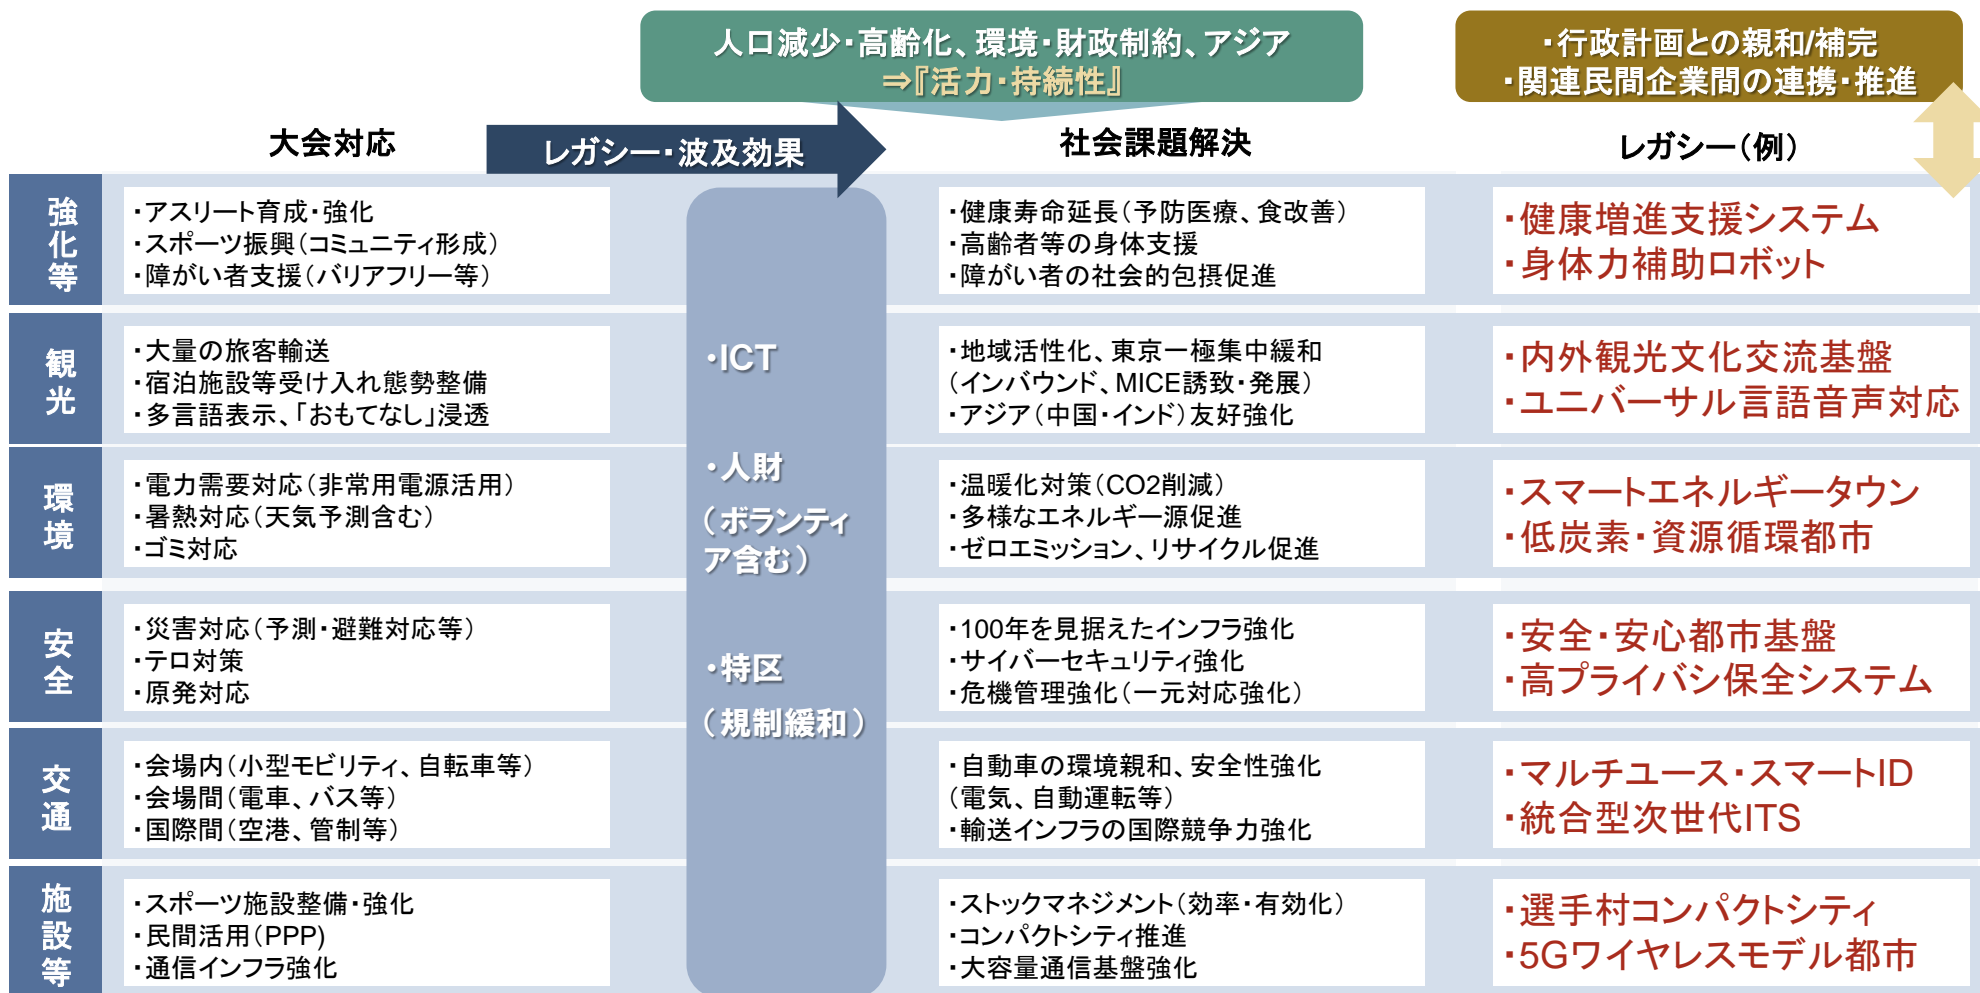 人口減少・高齢化、環境・財政制約、アジア
⇒『活力・持続性』
・行政計画との親和/補完
・関連民間企業間の連携・推進
大会対応
レガシー・波及効果
社会課題解決
レガシー（例）
強化等
・アスリート育成・強化
・スポーツ振興（コミュニティ形成）
・障がい者支援（バリアフリー等）
・健康寿命延長（予防医療、食改善）
・高齢者等の身体支援
・障がい者の社会的包摂促進
・健康増進支援システム
・身体力補助ロボット
観光
・大量の旅客輸送
・宿泊施設等受け入れ態勢整備
・多言語表示、「おもてなし」浸透
・地域活性化、東京一極集中緩和
（インバウンド、MICE誘致・発展）
・アジア（中国・インド）友好強化
・内外観光文化交流基盤
・ユニバーサル言語音声対応
環境
・電力需要対応（非常用電源活用）
・暑熱対応（天気予測含む）
・ゴミ対応
・温暖化対策（CO2削減）
・多様なエネルギー源促進
・ゼロエミッション、リサイクル促進
・スマートエネルギータウン
・低炭素・資源循環都市
安全
・災害対応（予測・避難対応等）
・テロ対策
・原発対応
・100年を見据えたインフラ強化
・サイバーセキュリティ強化
・危機管理強化（一元対応強化）
・安全・安心都市基盤
・高プライバシ保全システム
交通
・会場内（小型モビリティ、自転車等）
・会場間（電車、バス等）
・国際間（空港、管制等）
・自動車の環境親和、安全性強化
（電気、自動運転等）
・輸送インフラの国際競争力強化
・マルチユース・スマートID
・統合型次世代ITS
施設等
・スポーツ施設整備・強化
・民間活用（PPP)
・通信インフラ強化
・ストックマネジメント（効率・有効化）
・コンパクトシティ推進
・大容量通信基盤強化
・選手村コンパクトシティ
・5Gワイヤレスモデル都市
・ICT
・人財
（ボランティ
ア含む）
・特区
（規制緩和）